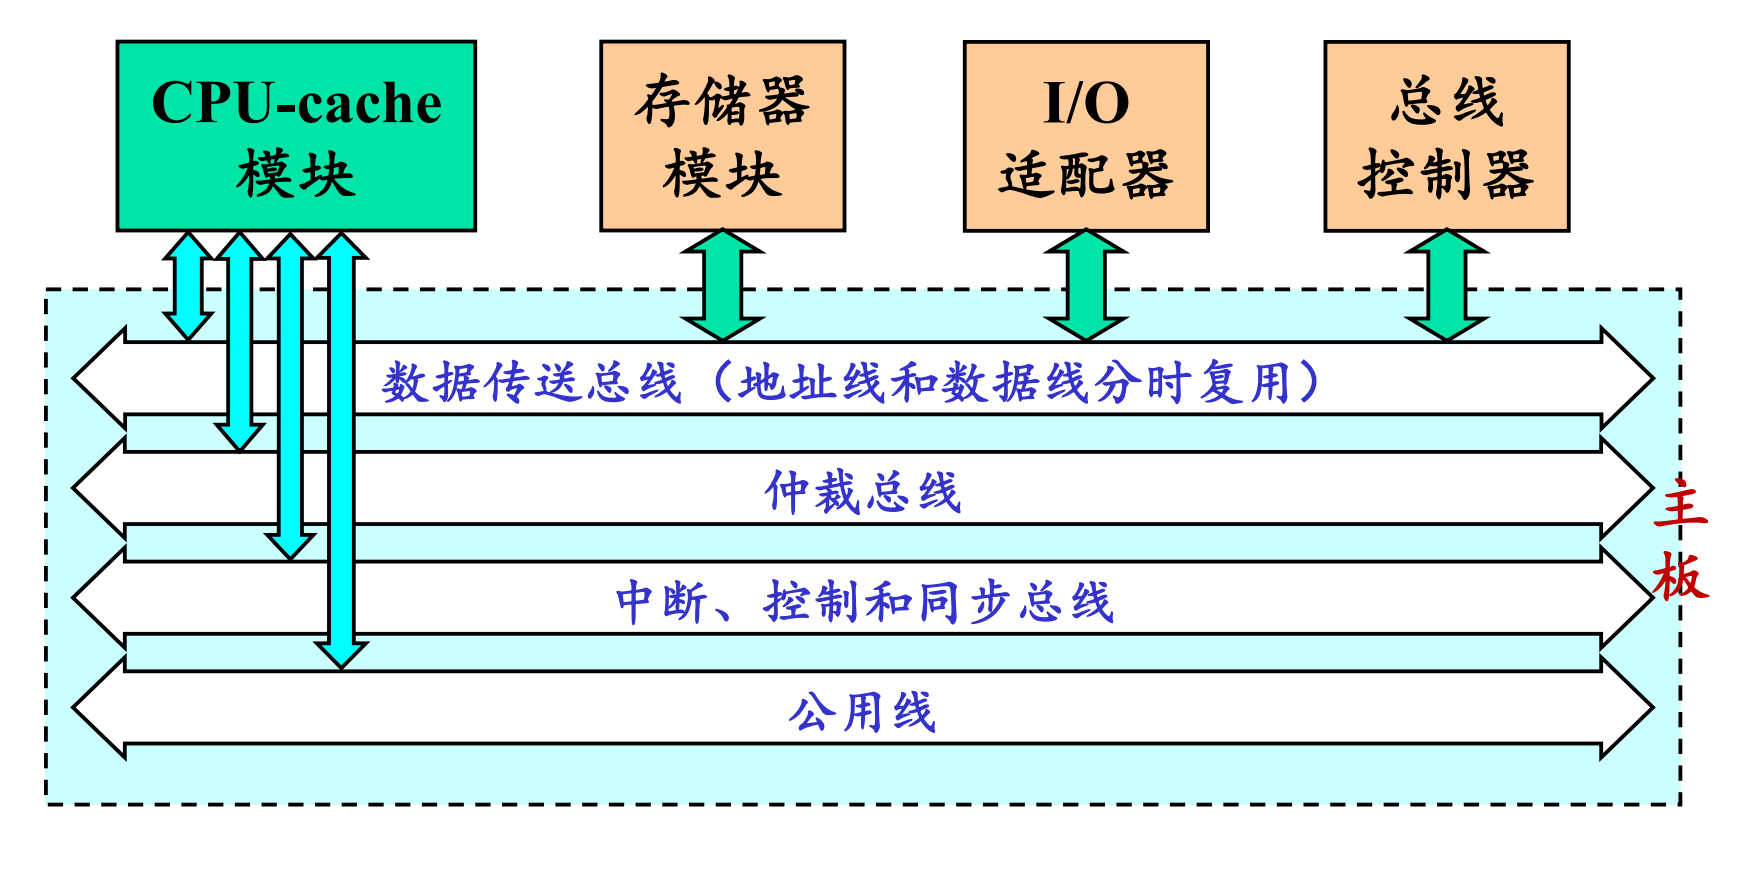 CPU-cache
模块
存储器
模块
I/O
适配器
总线
控制器
数据传送总线（地址线和数据线分时复用）
仲裁总线
中断、控制和同步总线
公用线
主
板